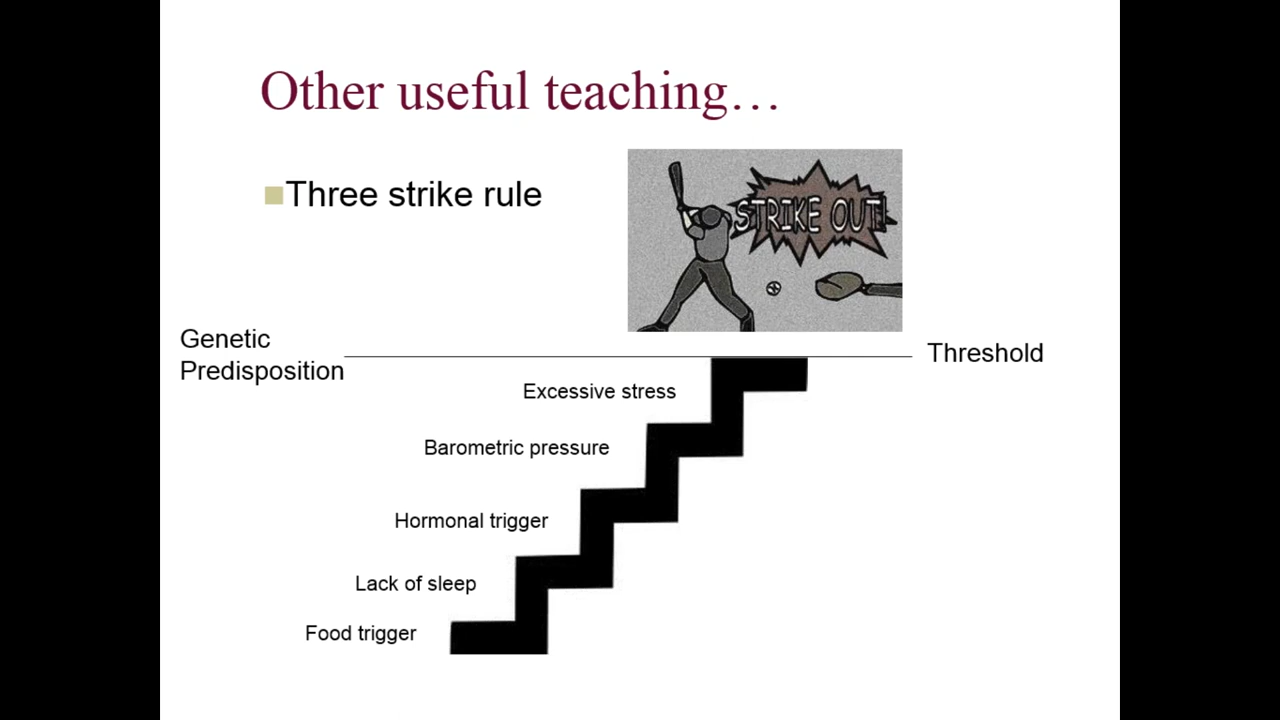 Other useful teaching…
Three strike rule
STRIKE OUT!
Genetic
Predisposition
Threshold
Excessive stress
Barometric pressure
Hormonal trigger
Lack of sleep
Food trigger